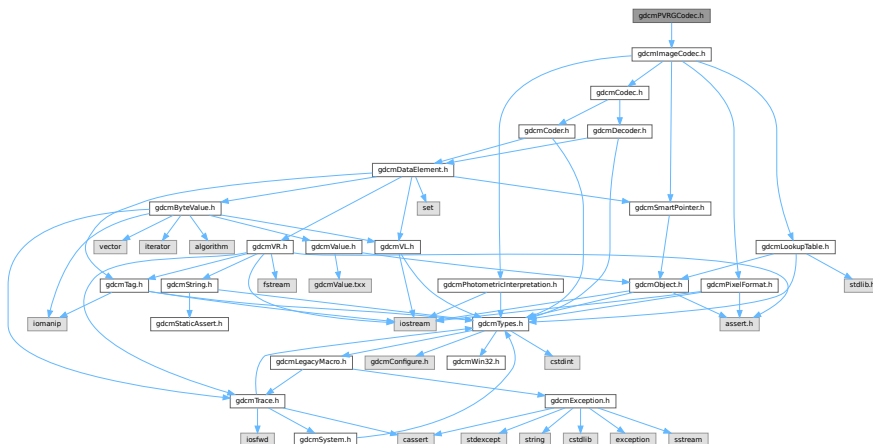 gdcmPVRGCodec.h
gdcmImageCodec.h
gdcmCodec.h
gdcmCoder.h
gdcmDecoder.h
gdcmDataElement.h
gdcmByteValue.h
set
gdcmSmartPointer.h
vector
iterator
algorithm
gdcmVR.h
gdcmValue.h
gdcmVL.h
gdcmLookupTable.h
gdcmTag.h
gdcmString.h
fstream
gdcmValue.txx
gdcmPhotometricInterpretation.h
gdcmObject.h
gdcmPixelFormat.h
stdlib.h
iomanip
gdcmStaticAssert.h
iostream
gdcmTypes.h
assert.h
gdcmLegacyMacro.h
gdcmConfigure.h
gdcmWin32.h
cstdint
gdcmTrace.h
gdcmException.h
iosfwd
gdcmSystem.h
cassert
stdexcept
string
cstdlib
exception
sstream